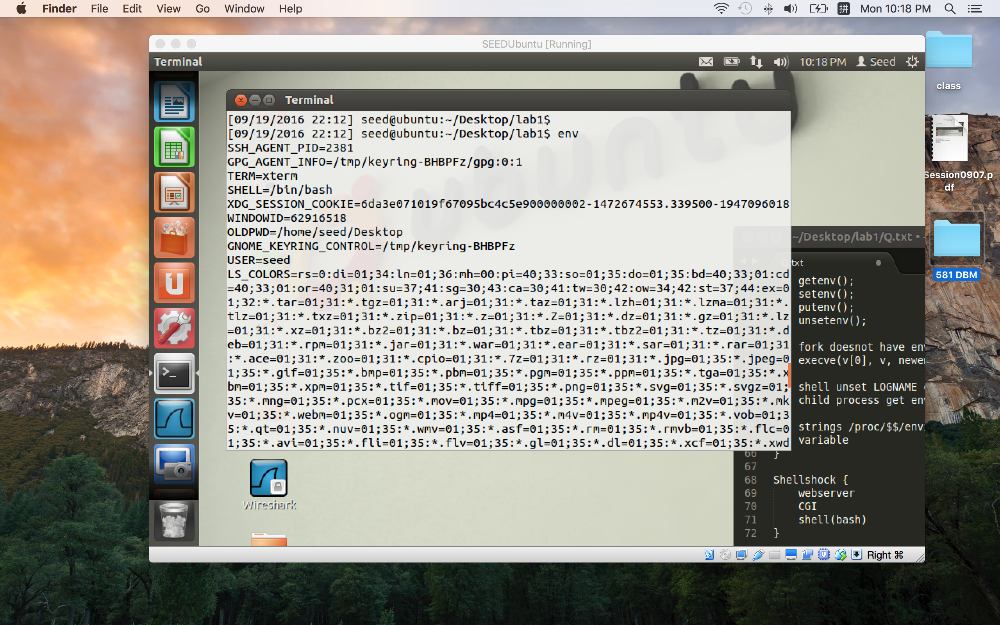 Finder File Edit View Go Window Help
拼 Mon 10:18 PM
SEEDUbuntu [Running]
Terminal
10:18 PM Seed
class
Session0907.p
df
581 DBM
Terminal
[09/19/2016 22:12] seed@ubuntu:~/Desktop/lab1$
[09/19/2016 22:12] seed@ubuntu:~/Desktop/lab1$ env
SSH_AGENT_PID=2381
GPG_AGENT_INFO=/tmp/keyring-BHBPFz/gpg:0:1
TERM=xterm
SHELL=/bin/bash
XDG_SESSION_COOKIE=6da3e071019f67095bc4c5e900000002-1472674553.339500-1947096018
WINDOWID=62916518
OLDPWD=/home/seed/Desktop
GNOME_KEYRING_CONTROL=/tmp/keyring-BHBPFz
USER=seed
LS_COLORS=rs=0:di=01;34:ln=01;36:mh=00:pi=40;33:so=01;35:do=01;35:bd=40;33;01:cd
=40;33;01:or=40;31;01:su=37;41:sg=30;43:ca=30;41:tw=30;42:ow=34;42:st=37;44:ex=0
1;32:*.tar=01;31:*.tgz=01;31:*.arj=01;31:*.taz=01;31:*.lzh=01;31:*.lzma=01;31:*.
tlz=01;31:*.txz=01;31:*.zip=01;31:*.z=01;31:*.Z=01;31:*.dz=01;31:*.gz=01;31:*.lz
=01;31:*.xz=01;31:*.bz2=01;31:*.bz=01;31:*.tbz=01;31:*.tbz2=01;31:*.tz=01;31:*.d
eb=01;31:*.rpm=01;31:*.jar=01;31:*.war=01;31:*.ear=01;31:*.sar=01;31:*.rar=01;31
:*.ace=01;31:*.zoo=01;31:*.cpio=01;31:*.7z=01;31:*.rz=01;31:*.jpg=01;35:*.jpeg=0
1;35:*.gif=01;35:*.bmp=01;35:*.pbm=01;35:*.pgm=01;35:*.ppm=01;35:*.tga=01;35:*.x
bm=01;35:*.xpm=01;35:*.tif=01;35:*.tiff=01;35:*.png=01;35:*.svg=01;35:*.svgz=01;
35:*.mng=01;35:*.pcx=01;35:*.mov=01;35:*.mpg=01;35:*.mpeg=01;35:*.m2v=01;35:*.mk
v=01;35:*.webm=01;35:*.ogm=01;35:*.mp4=01;35:*.m4v=01;35:*.mp4v=01;35:*.vob=01;3
5:*.qt=01;35:*.nuv=01;35:*.wmv=01;35:*.asf=01;35:*.rm=01;35:*.rmvb=01;35:*.flc=0
1;35:*.avi=01;35:*.fli=01;35:*.flv=01;35:*.gl=01;35:*.dl=01;35:*.xcf=01;35:*.xwd
~/Desktop/lab1/Q.txt •
Q.txt
getenv();
setenv();
putenv();
unsetenv();
fork doesnot have env
execve(v[0], v, newe
shell unset LOGNAME
child process get env
strings /proc/$$/envi
variable
66 }
67
68 Shellshock {
69 webserver
70 CGI
71 shell(bash)
72 }
ubuntu
Wireshark
Right ⌘